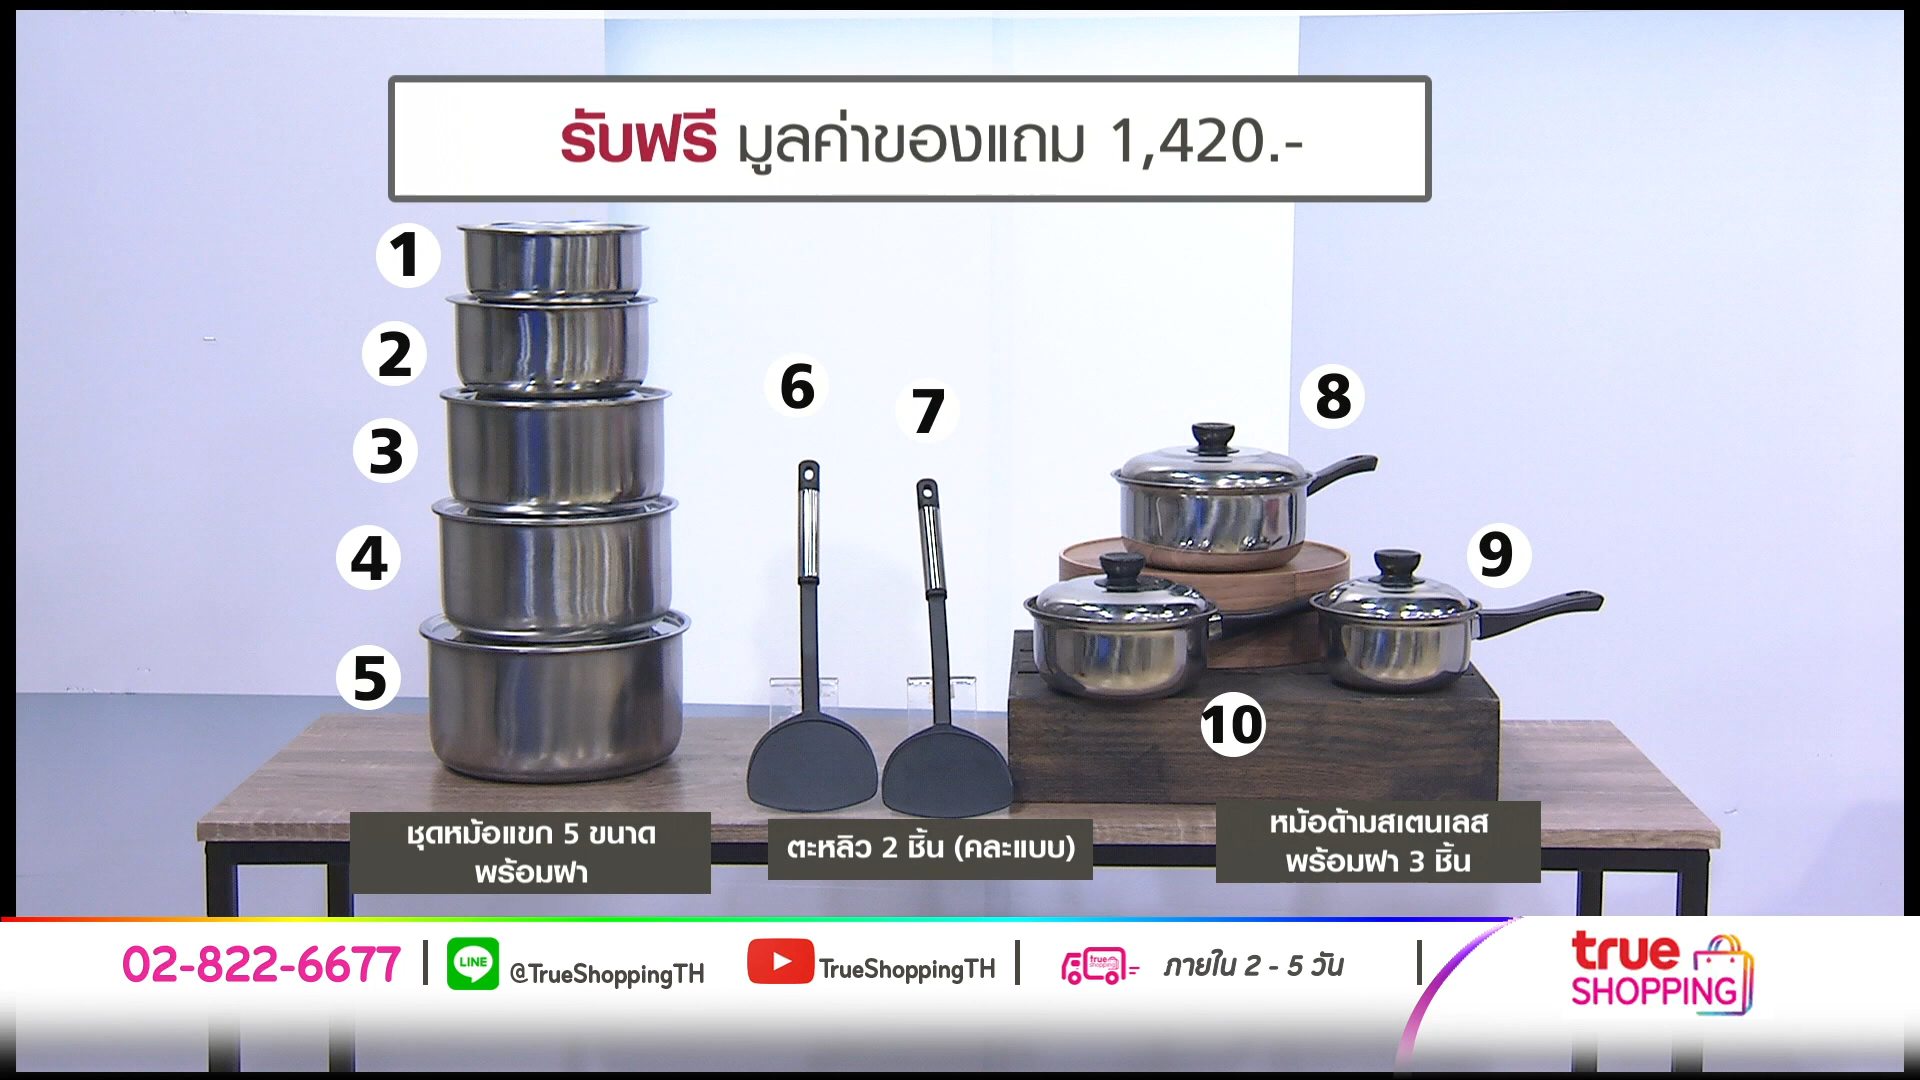 รับฟรี มูลค่าของแถม 1,420.-
1
2
3
4
5
6
7
8
9
10
ชุดหม้อแขก 5 ขนาด
พร้อมฝา
ตะหลิว 2 ชิ้น (คละแบบ)
หม้อด้ามสเตนเลส
พร้อมฝา 3 ชิ้น
02-822-6677
LINE
@TrueShoppingTH
TrueShoppingTH
true
shopping
ภายใน 2 - 5 วัน
true
SHOPPING